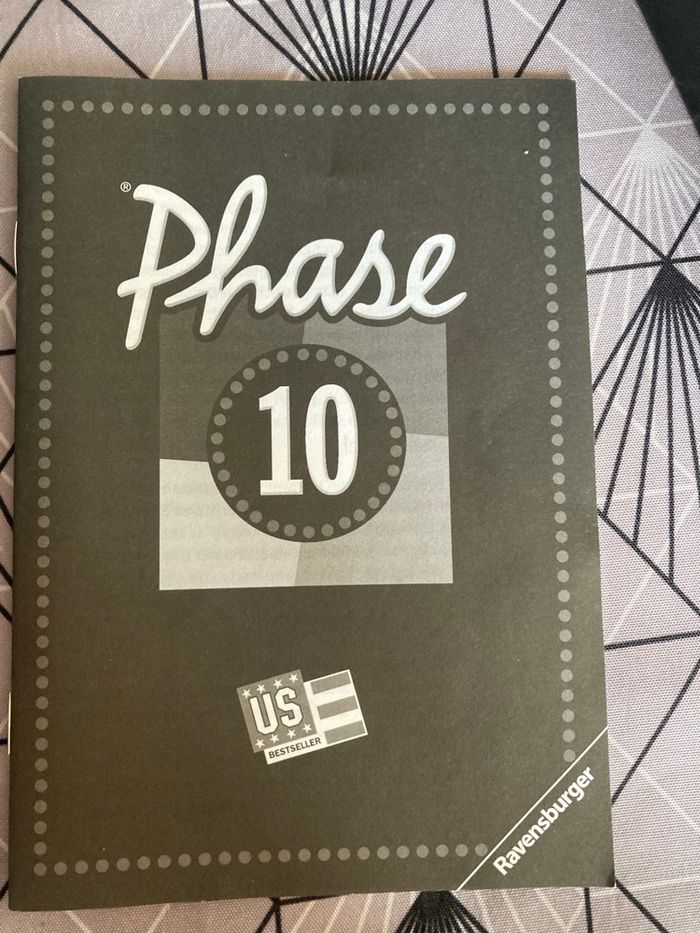 ® Phase
10
US
BESTSELLER
Ravensburger